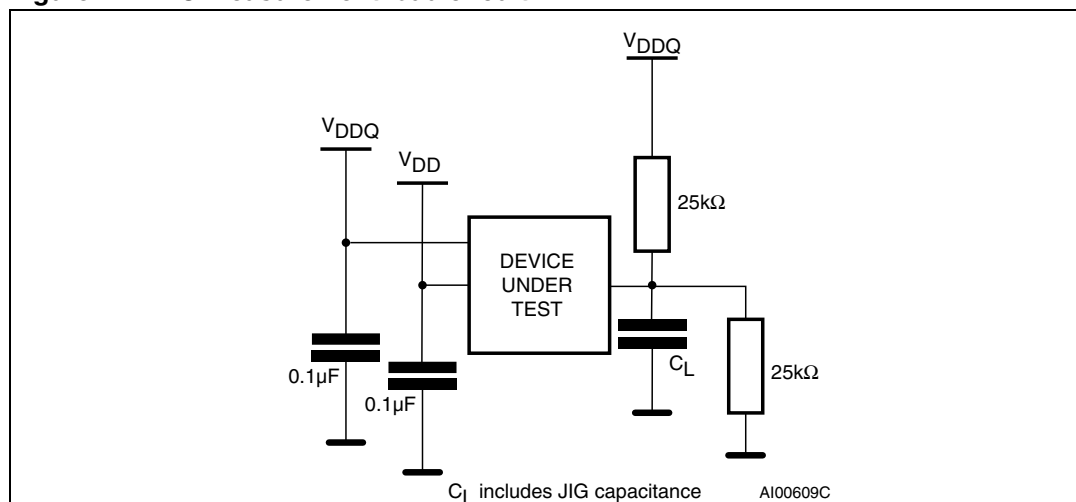 VDDQ
VDDQ
VDD
25kΩ
DEVICE
UNDER
TEST
CL
0.1µF
25kΩ
0.1µF
CL includes JIG capacitance
AI00609C